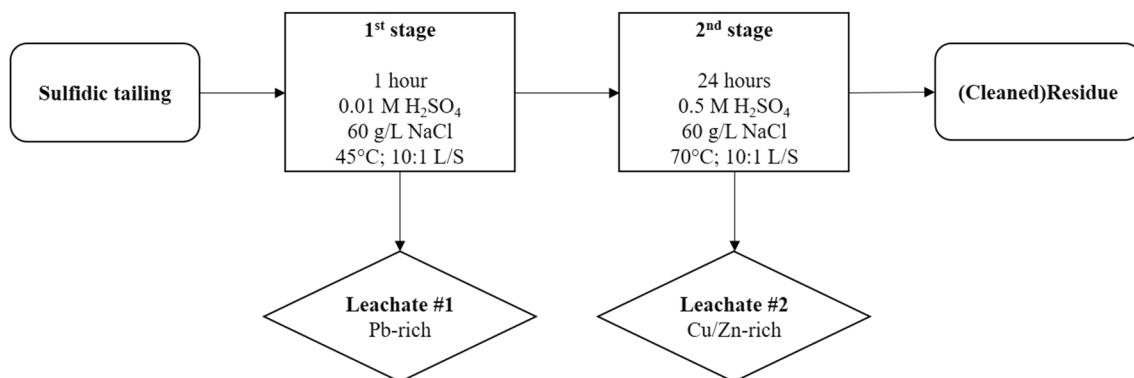 Sulfidic tailing
1st stage
1 hour
0.01 M H₂SO₄
60 g/L NaCl
45°C; 10:1 L/S
2nd stage
24 hours
0.5 M H₂SO₄
60 g/L NaCl
70°C; 10:1 L/S
(Cleaned)Residue
Leachate #1
Pb-rich
Leachate #2
Cu/Zn-rich